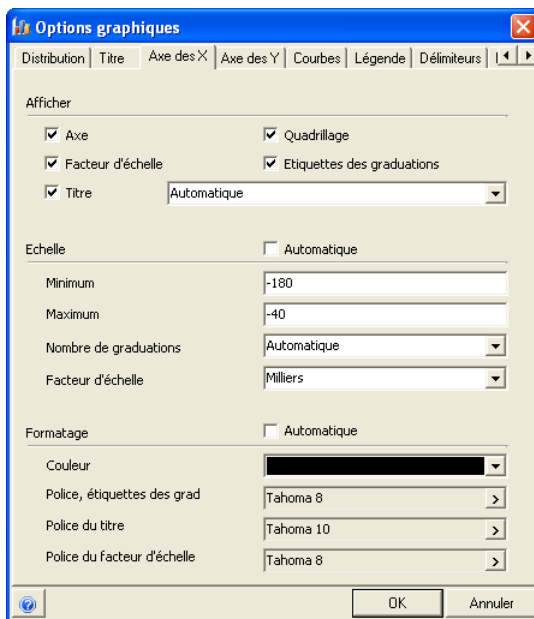 Options graphiques
Distribution Titre Axe des X Axe des Y Courbes Légende Délimiteurs
Afficher
Axe Quadrillage
Facteur d'échelle Etiquettes des graduations
Titre Automatique
Echelle Automatique
Minimum -180
Maximum -40
Nombre de graduations Automatique
Facteur d'échelle Milliers
Formatage Automatique
Couleur
Police, étiquettes des grad Tahoma 8
Police du titre Tahoma 10
Police du facteur d'échelle Tahoma 8
OK Annuler